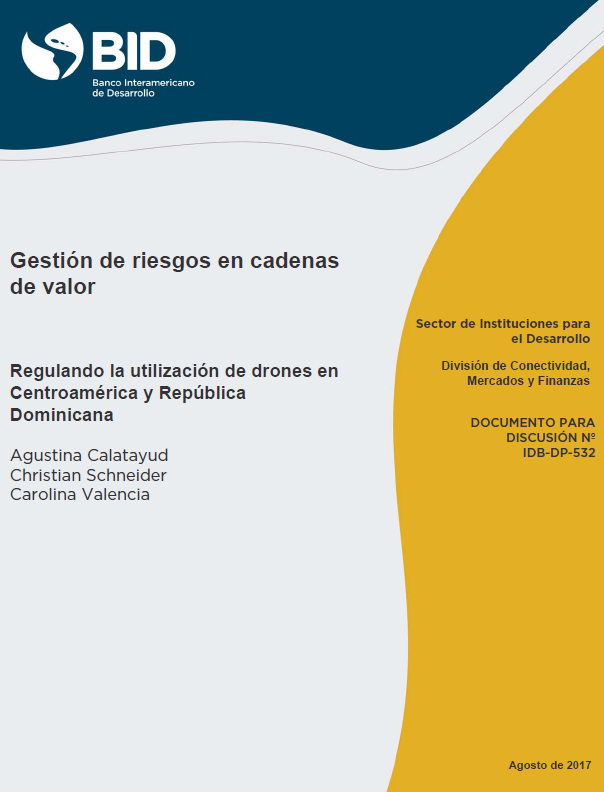 BID
Banco Interamericano
de Desarrollo
Gestión de riesgos en cadenas
de valor
Regulando la utilización de drones en
Centroamérica y República
Dominicana
Agustina Calatayud
Christian Schneider
Carolina Valencia
Sector de Instituciones para
el Desarrollo
División de Conectividad,
Mercados y Finanzas
DOCUMENTO PARA
DISCUSIÓN Nº
IDB-DP-532
Agosto de 2017